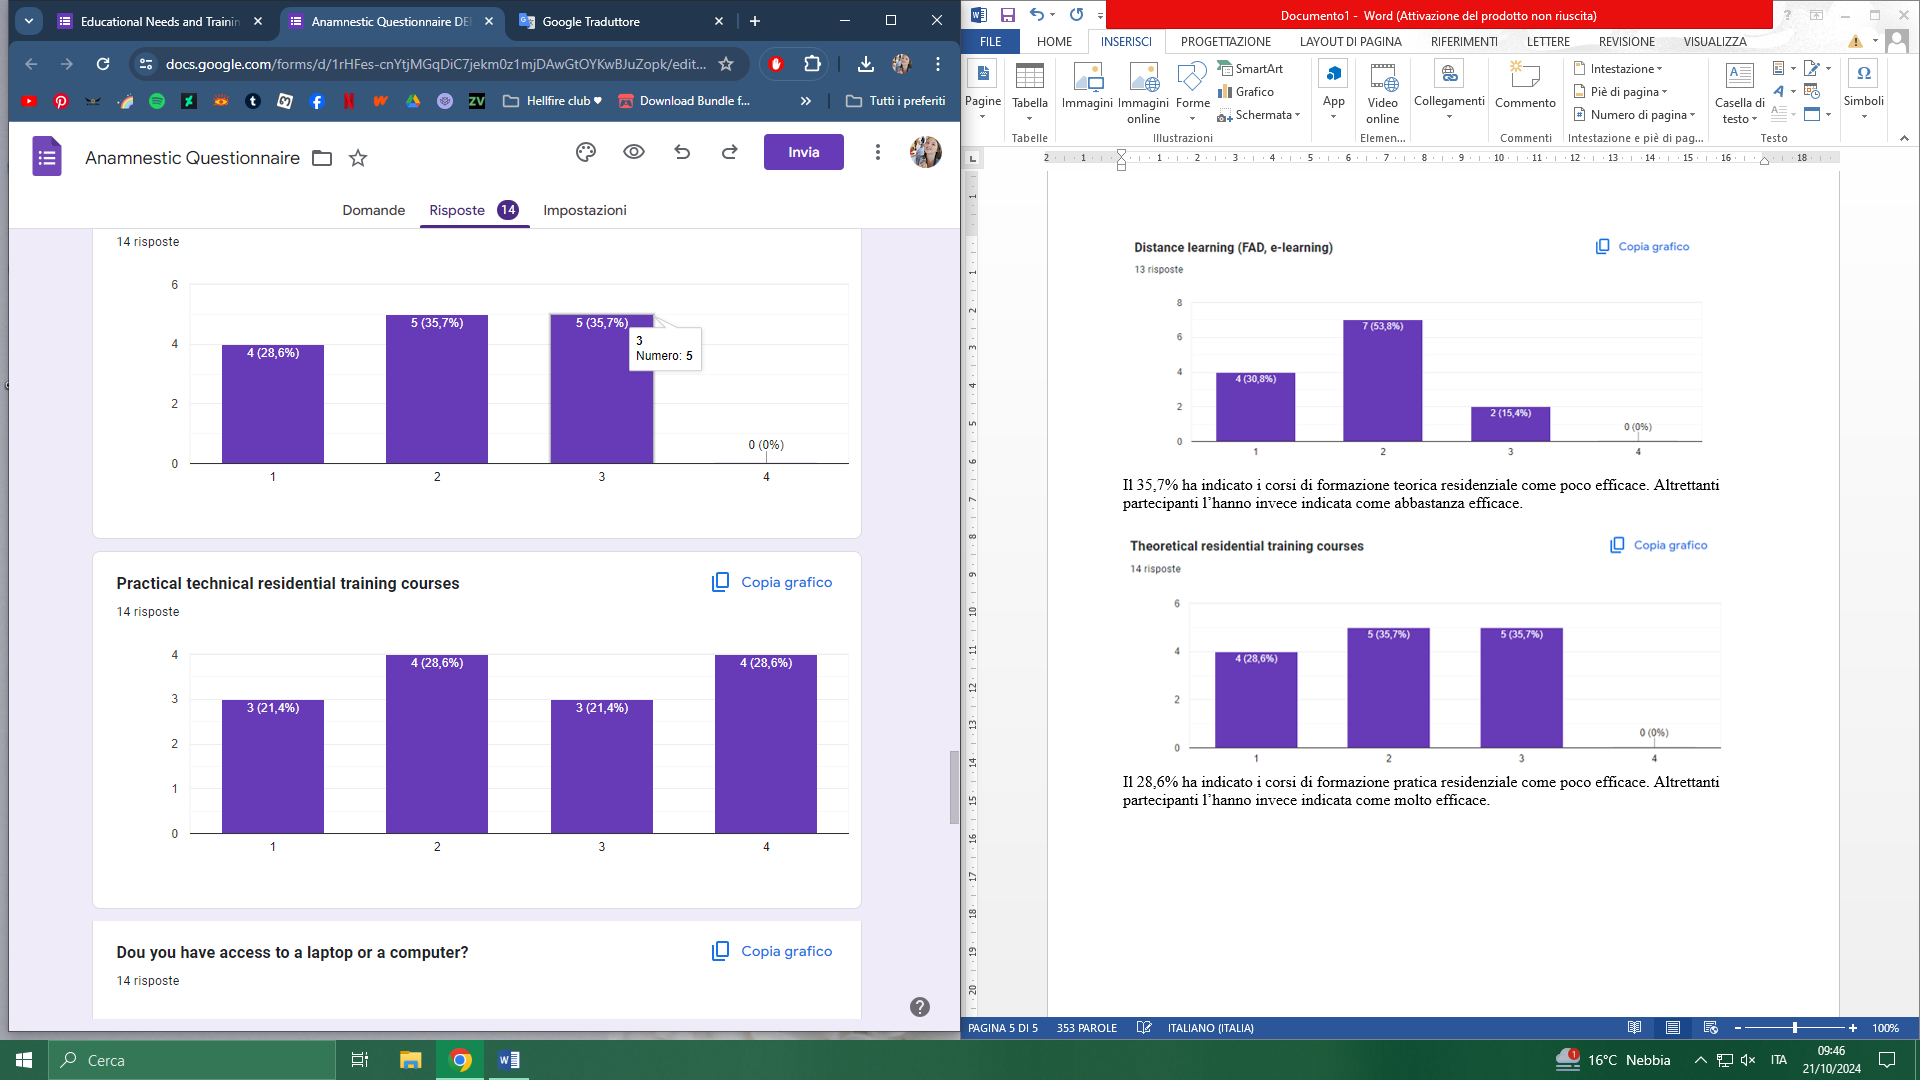 Educational Needs and Trainin
Anamnestic Questionnaire DE
Google Traduttore
docs.google.com/forms/d/1rHFes-cnYtjMGqDiC7jekm0z1mjDAwGtOYKwBJuZopk/edit...
Hellfire club ♥
Download Bundle f...
»
Tutti i preferiti
Anamnestic Questionnaire
Invia
Domande
Risposte 14
Impostazioni
14 risposte
6
4
2
0
4 (28,6%)
5 (35,7%)
5 (35,7%)
0 (0%)
3
Numero: 5
1 2 3 4
Practical technical residential training courses
Copia grafico
14 risposte
4
3
2
1
0
3 (21,4%)
4 (28,6%)
3 (21,4%)
4 (28,6%)
1 2 3 4
Dou you have access to a laptop or a computer?
Copia grafico
14 risposte
Documento1 - Word (Attivazione del prodotto non riuscita)
FILE HOME INSERISCI PROGETTAZIONE LAYOUT DI PAGINA RIFERIMENTI LETTERE REVISIONE VISUALIZZA
Pagine
Tabella
Tabelle
Immagini
Immagini online
Forme
SmartArt
Grafico
Schermata
Illustrazioni
App
Video online
Elemen...
Collegamenti
Commento
Commenti
Intestazione
Piè di pagina
Numero di pagina
Intestazione e piè di pag...
Casella di testo
Testo
Simboli
Distance learning (FAD, e-learning)
Copia grafico
13 risposte
8
6
4
2
0
4 (30,8%)
7 (53,8%)
2 (15,4%)
0 (0%)
1 2 3 4
Il 35,7% ha indicato i corsi di formazione teorica residenziale come poco efficace. Altrettanti
partecipanti l’hanno invece indicata come abbastanza efficace.
Theoretical residential training courses
Copia grafico
14 risposte
6
4
2
0
4 (28,6%)
5 (35,7%)
5 (35,7%)
0 (0%)
1 2 3 4
Il 28,6% ha indicato i corsi di formazione pratica residenziale come poco efficace. Altrettanti
partecipanti l’hanno invece indicata come molto efficace.
PAGINA 5 DI 5 353 PAROLE ITALIANO (ITALIA)
100%
Cerca
16°C Nebbia
ITA
09:46
21/10/2024